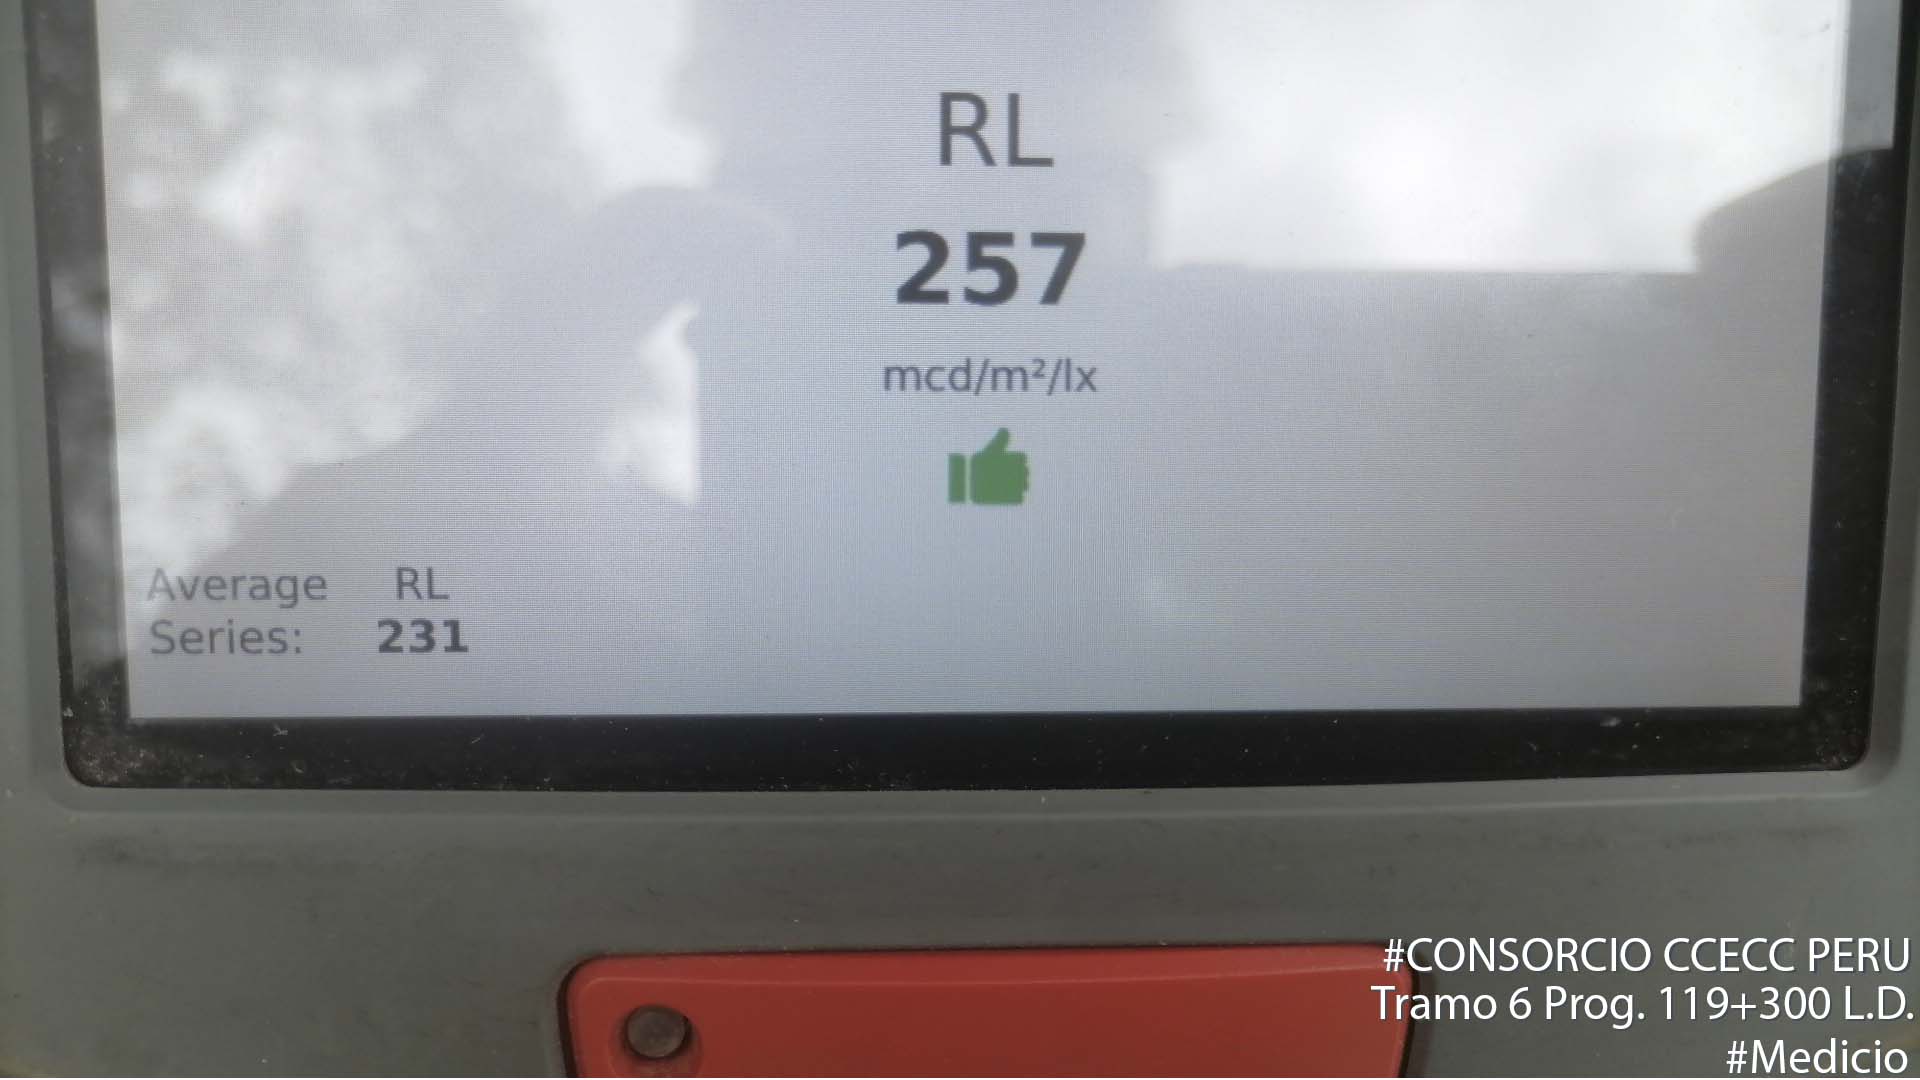 RL
257
mcd/m²/lx
Average RL
Series: 231
#CONSORCIO CCECC PERU
Tramo 6 Prog. 119+300 L.D.
#Medicio